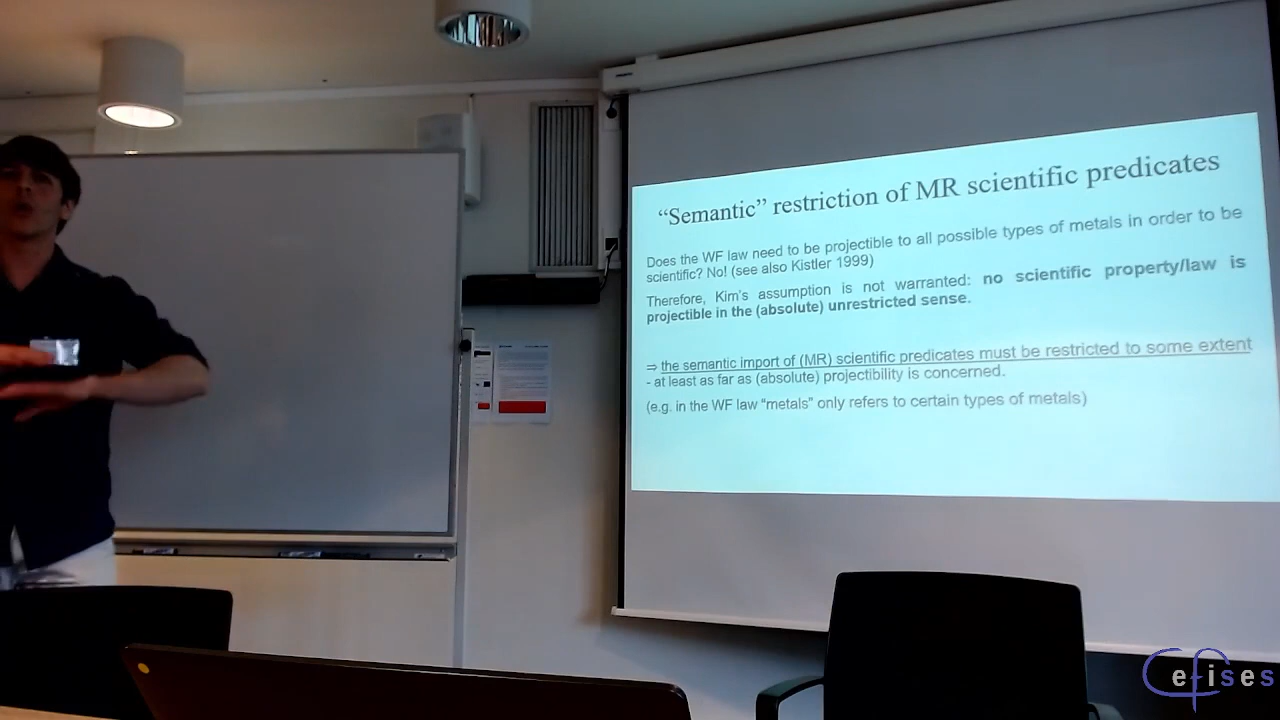 “Semantic” restriction of MR scientific predicates
Does the WF law need to be projectible to all possible types of metals in order to be
scientific? No! (see also Kistler 1999)
Therefore, Kim's assumption is not warranted: no scientific property/law is
projectible in the (absolute) unrestricted sense.
⇒ the semantic import of (MR) scientific predicates must be restricted to some extent
- at least as far as (absolute) projectibility is concerned.
(e.g. in the WF law “metals” only refers to certain types of metals)
Cefises